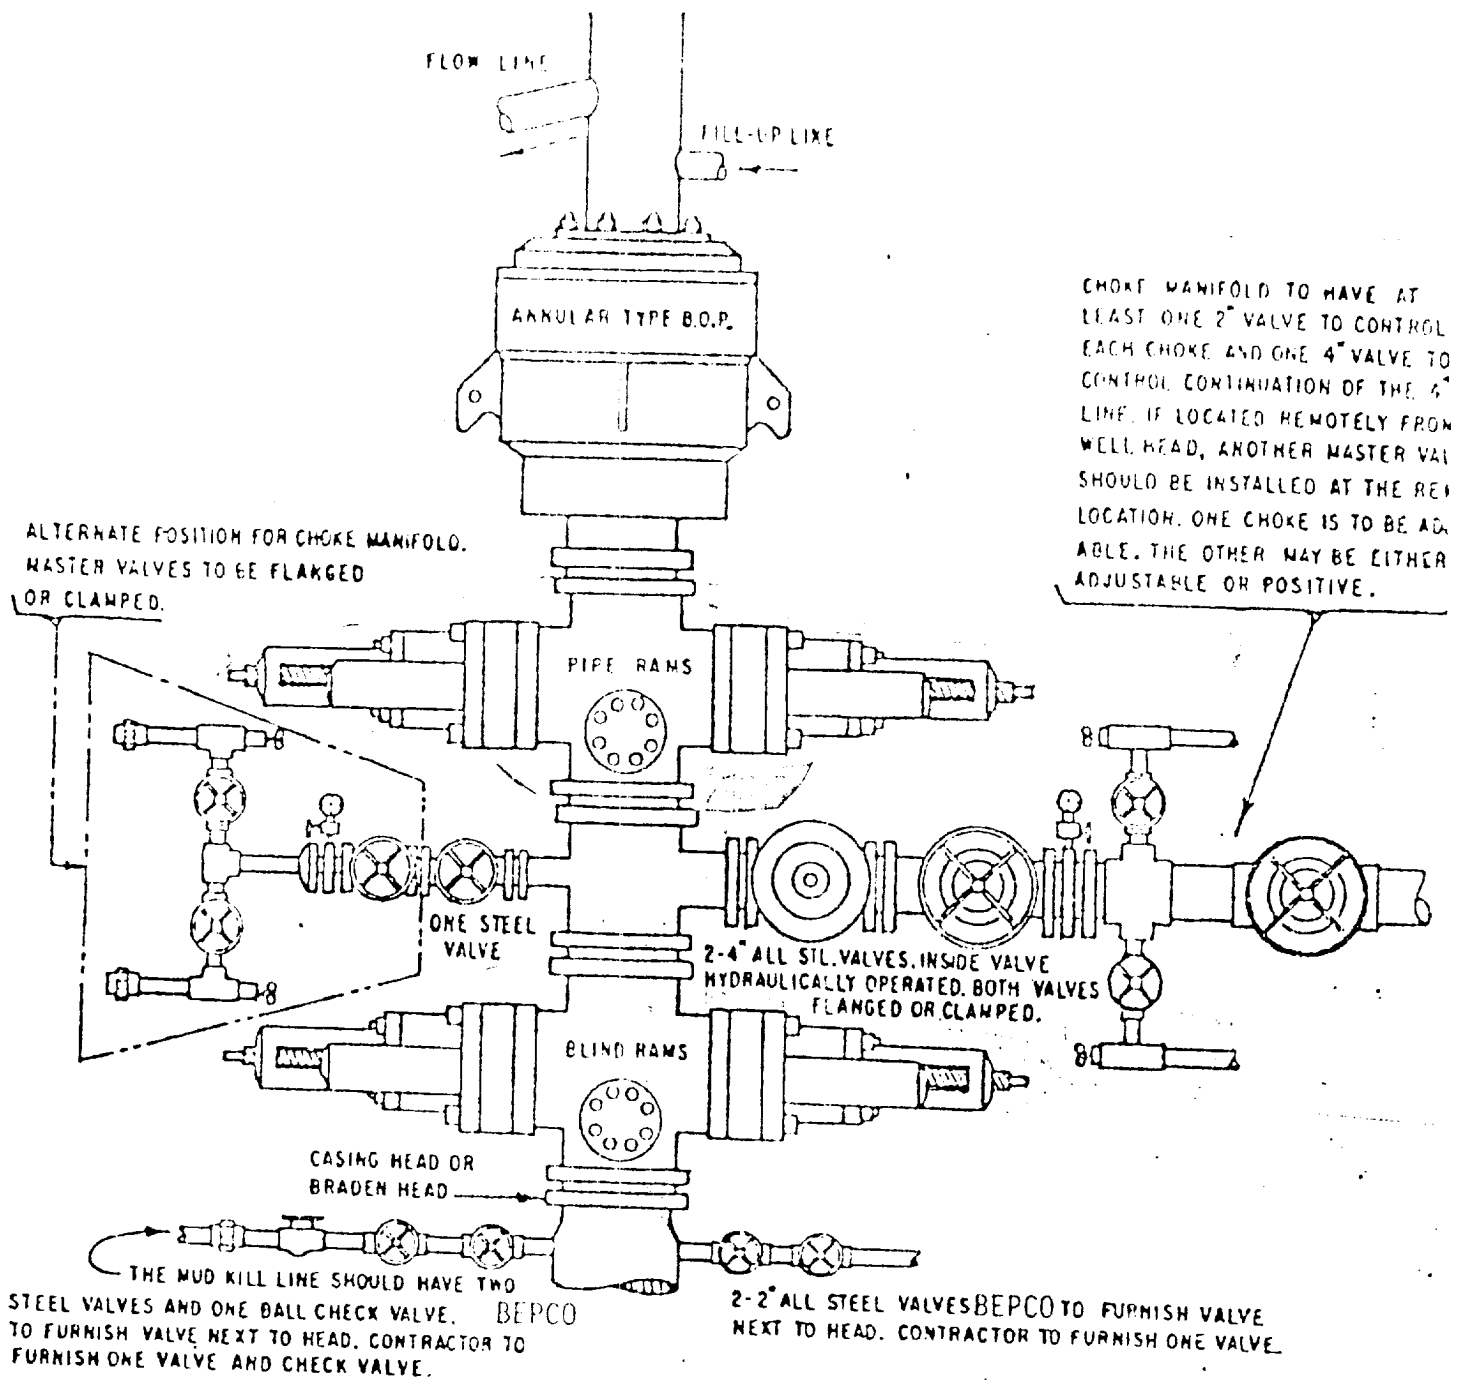 FLOW LINE
FILL-UP LINE
ANNULAR TYPE B.O.P.
CHOKE MANIFOLD TO HAVE AT
LEAST ONE 2" VALVE TO CONTROL
EACH CHOKE AND ONE 4" VALVE TO
CONTROL CONTINUATION OF THE 4"
LINE. IF LOCATED REMOTELY FROM
WELL HEAD, ANOTHER MASTER VAL
SHOULD BE INSTALLED AT THE REM
LOCATION. ONE CHOKE IS TO BE ADJ
ABLE. THE OTHER MAY BE EITHER
ADJUSTABLE OR POSITIVE.
ALTERNATE POSITION FOR CHOKE MANIFOLD.
MASTER VALVES TO BE FLANGED
OR CLAMPED.
PIPE RAMS
ONE STEEL
VALVE
2-4" ALL STL. VALVES. INSIDE VALVE
HYDRAULICALLY OPERATED. BOTH VALVES
FLANGED OR CLAMPED.
BLIND RAMS
CASING HEAD OR
BRADEN HEAD
THE MUD KILL LINE SHOULD HAVE TWO
STEEL VALVES AND ONE BALL CHECK VALVE. BEPCO
TO FURNISH VALVE NEXT TO HEAD. CONTRACTOR TO
FURNISH ONE VALVE AND CHECK VALVE.
2-2" ALL STEEL VALVES BEPCO TO FURNISH VALVE
NEXT TO HEAD. CONTRACTOR TO FURNISH ONE VALVE